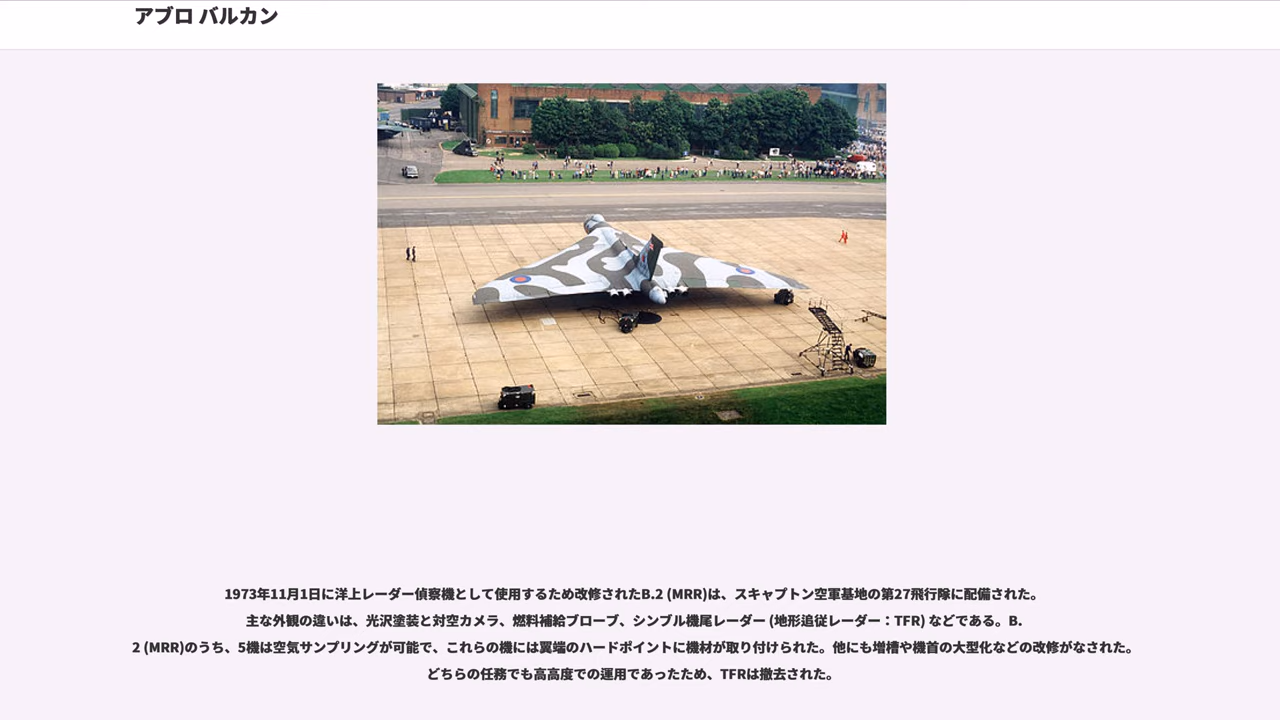 アブロ バルカン
1973年11月1日に洋上レーダー偵察機として使用するため改修されたB.2 (MRR)は、スキャプトン空軍基地の第27飛行隊に配備された。
主な外観の違いは、光沢塗装と対空カメラ、燃料補給プローブ、シンブル機尾レーダー (地形追従レーダー：TFR) などである。B.
2 (MRR)のうち、5機は空気サンプリングが可能で、これらの機には翼端のハードポイントに機材が取り付けられた。他にも増槽や機首の大型化などの改修がなされた。
どちらの任務でも高高度での運用であったため、TFRは撤去された。